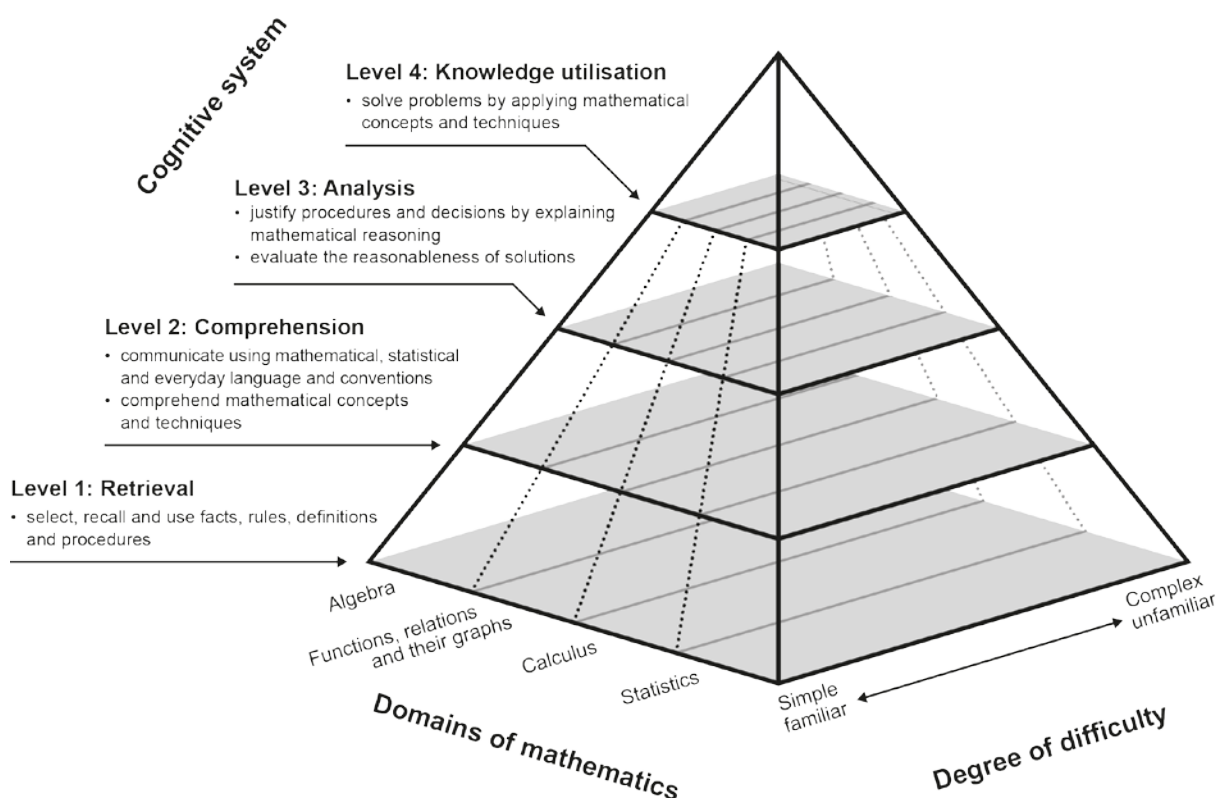 Cognitive system
Level 4: Knowledge utilisation
• solve problems by applying mathematical
concepts and techniques
Level 3: Analysis
• justify procedures and decisions by explaining
mathematical reasoning
• evaluate the reasonableness of solutions
Level 2: Comprehension
• communicate using mathematical, statistical
and everyday language and conventions
• comprehend mathematical concepts
and techniques
Level 1: Retrieval
• select, recall and use facts, rules, definitions
and procedures
Algebra
Functions, relations
and their graphs
Calculus
Statistics
Domains of mathematics
Simple
familiar
Complex
unfamiliar
Degree of difficulty